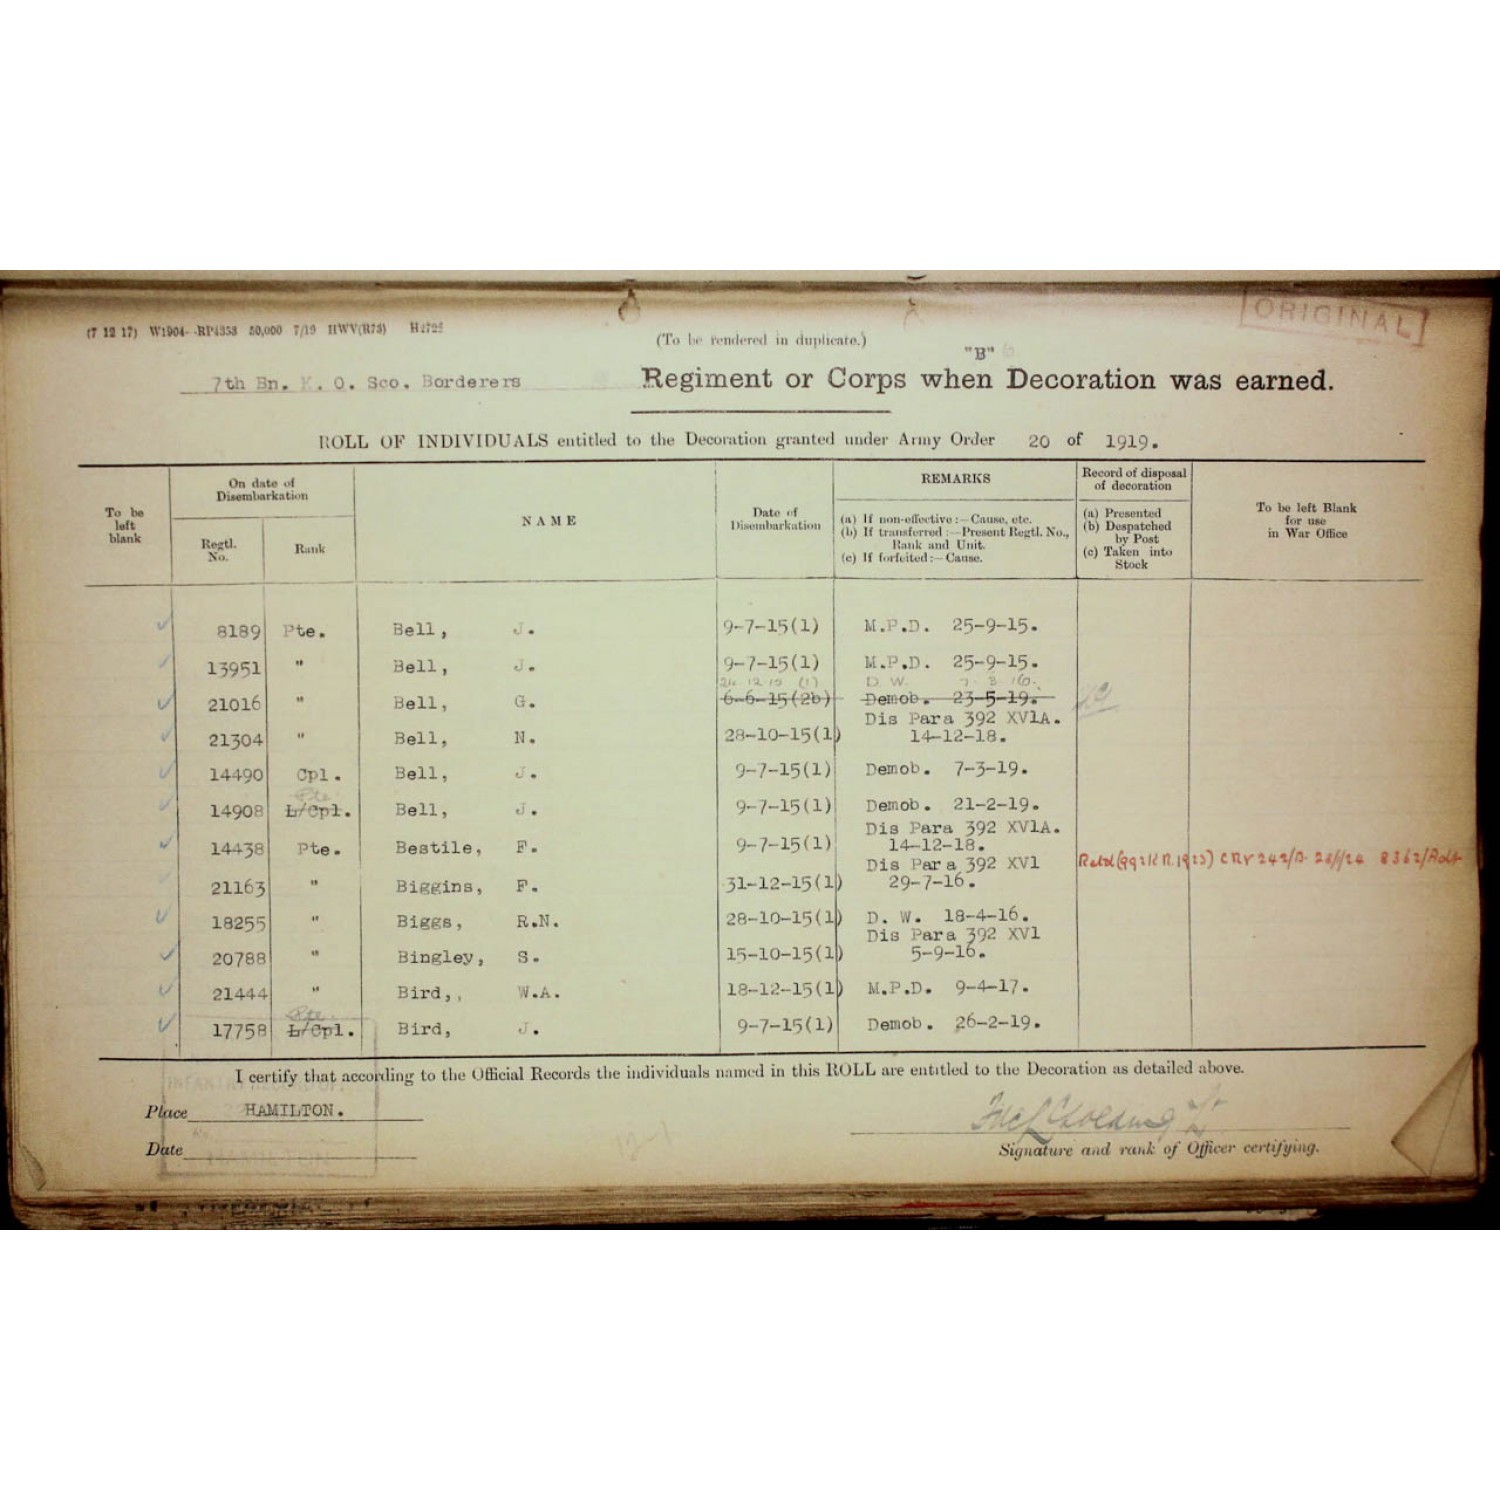 (7 12 17) W1904--RP4353 50,000 7/19 HWV(R73)
ORIGINAL
(To be rendered in duplicate.)
"B"
7th Bn. K. O. Sco. Borderers Regiment or Corps when Decoration was earned.
ROLL OF INDIVIDUALS entitled to the Decoration granted under Army Order 20 of 1919.
To be left blank
On date of Disembarkation
Regtl. No.
Rank
NAME
Date of Disembarkation
REMARKS
(a) If non-effective:—Cause, etc.
(b) If transferred:—Present Regtl. No., Rank and Unit.
(c) If forfeited:—Cause.
Record of disposal of decoration
(a) Presented
(b) Despatched by Post
(c) Taken into Stock
To be left Blank for use in War Office
8189 Pte. Bell, J. 9-7-15(1) M.P.D. 25-9-15.
13951 " Bell, J. 9-7-15(1) M.P.D. 25-9-15.
24 12 15 (1) D. W. 7 3 16.
21016 " Bell, G. 6-6-15(2b) Demob. 23-5-19.
21304 " Bell, N. 28-10-15(1) Dis Para 392 XV1A. 14-12-18.
14490 Cpl. Bell, J. 9-7-15(1) Demob. 7-3-19.
Pte
14908 L/Cpl. Bell, J. 9-7-15(1) Demob. 21-2-19.
14438 Pte. Bestile, F. 9-7-15(1) Dis Para 392 XV1A. 14-12-18.
21163 " Biggins, F. 31-12-15(1) Dis Para 392 XV1 29-7-16.
18255 " Biggs, R.N. 28-10-15(1) D. W. 18-4-16.
20788 " Bingley, S. 15-10-15(1) Dis Para 392 XV1 5-9-16.
21444 " Bird,, W.A. 18-12-15(1) M.P.D. 9-4-17.
Pte
17758 L/Cpl. Bird, J. 9-7-15(1) Demob. 26-2-19.
I certify that according to the Official Records the individuals named in this ROLL are entitled to the Decoration as detailed above.
Place HAMILTON.
Date
HAMILTON
Signature and rank of Officer certifying.